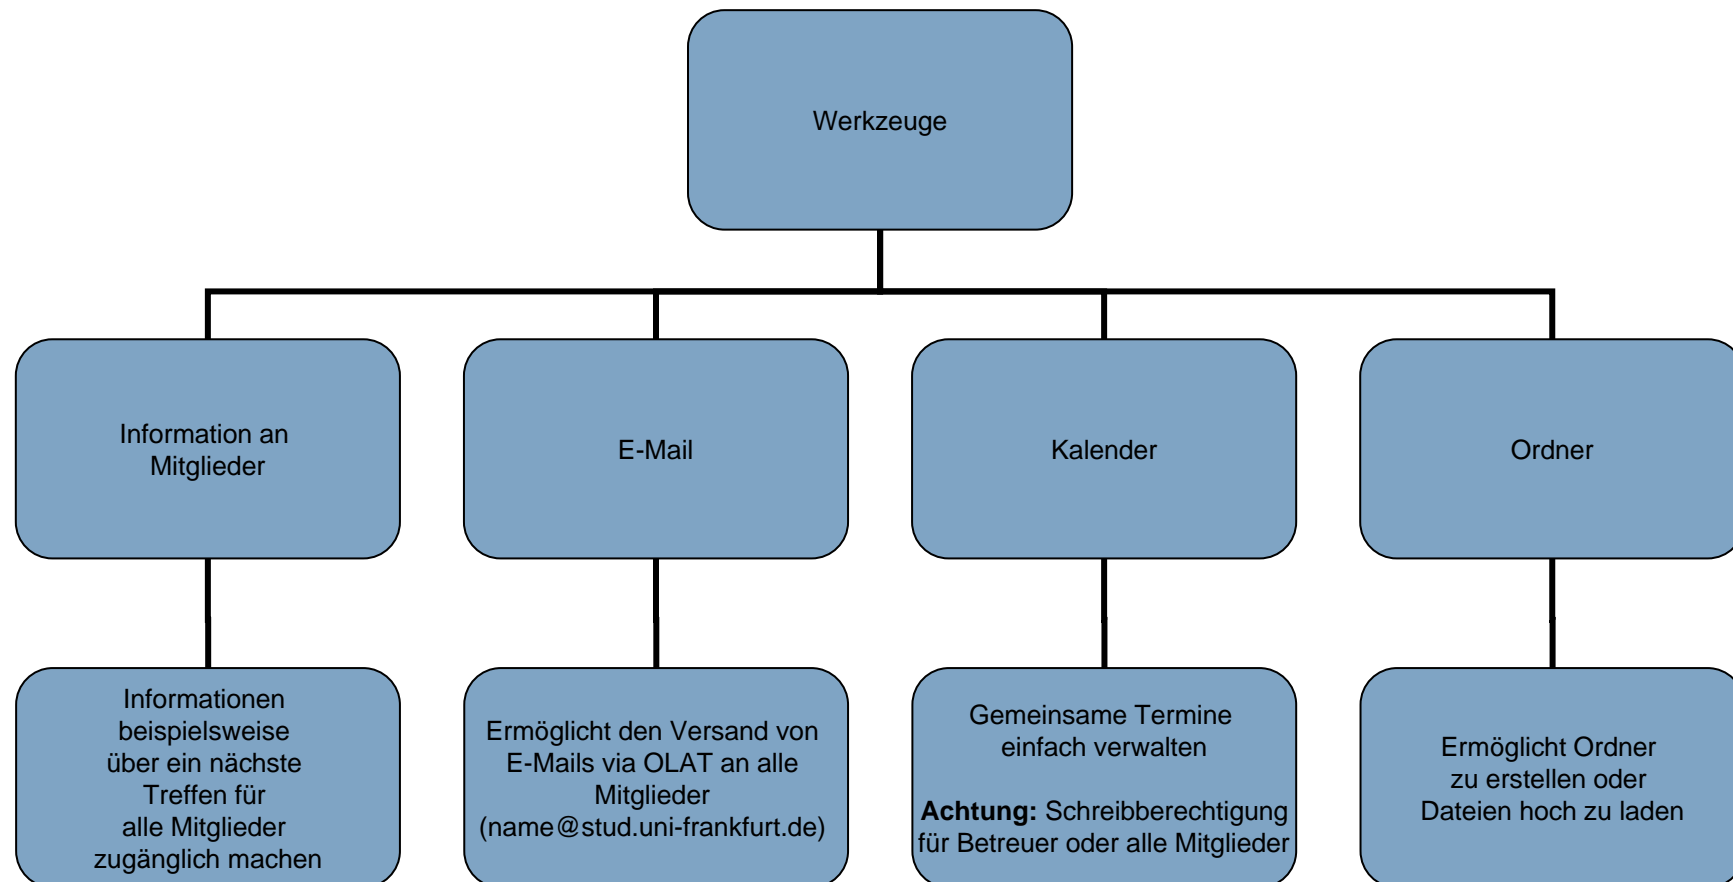 Werkzeuge
Information an
Mitglieder
E-Mail
Kalender
Ordner
Informationen
beispielsweise
über ein nächste
Treffen für
alle Mitglieder
zugänglich machen
Ermöglicht den Versand von
E-Mails via OLAT an alle
Mitglieder
(name@stud.uni-frankfurt.de)
Gemeinsame Termine
einfach verwalten
Achtung: Schreibberechtigung
für Betreuer oder alle Mitglieder
Ermöglicht Ordner
zu erstellen oder
Dateien hoch zu laden